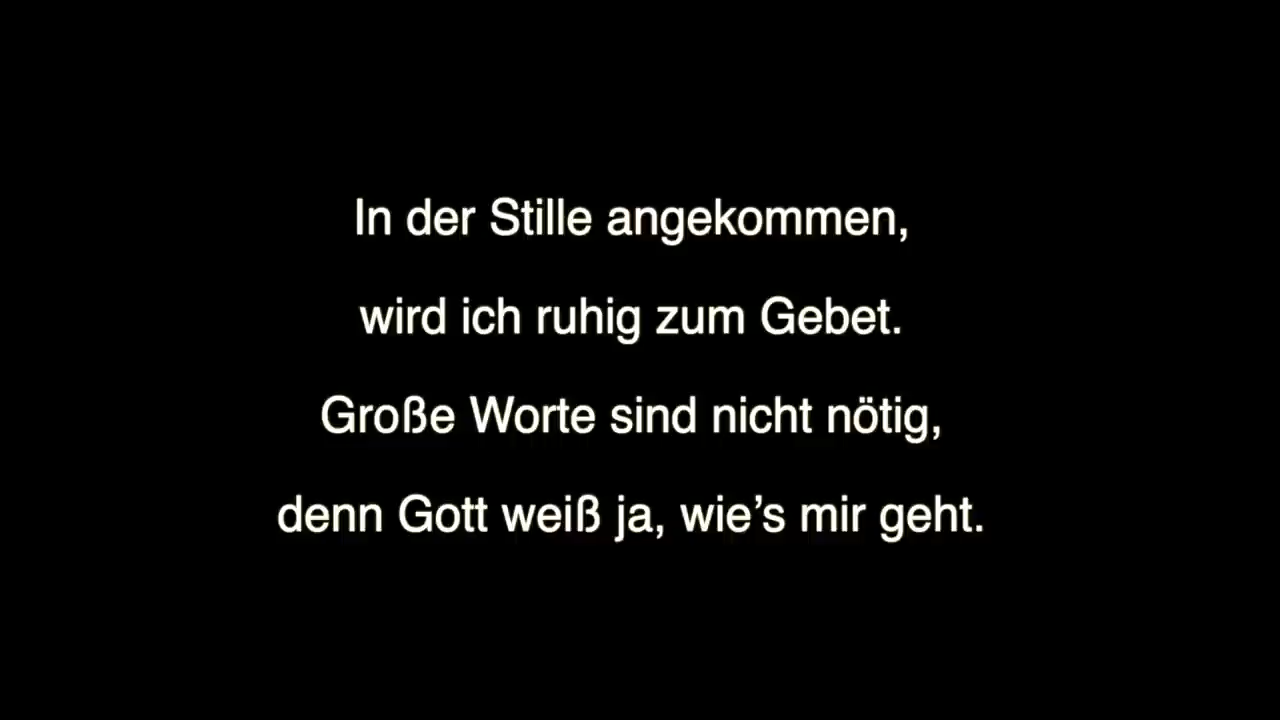 In der Stille angekommen,
wird ich ruhig zum Gebet.
Große Worte sind nicht nötig,
denn Gott weiß ja, wie’s mir geht.